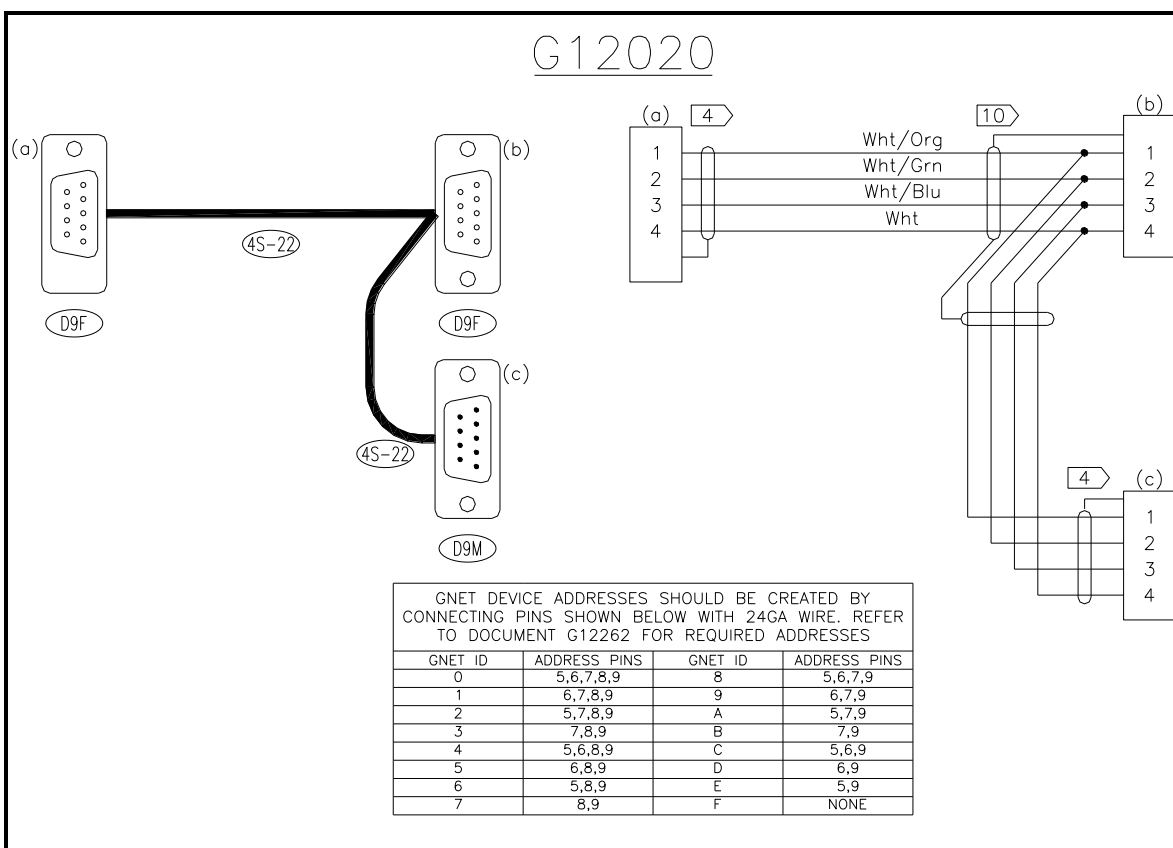 G12020
(a)
(b)
4S-22
D9F
D9F
(c)
4S-22
D9M
(a)
4
10
(b)
1
Wht/Org
1
2
Wht/Grn
2
3
Wht/Blu
3
4
Wht
4
4
(c)
1
2
3
4
GNET DEVICE ADDRESSES SHOULD BE CREATED BY
CONNECTING PINS SHOWN BELOW WITH 24GA WIRE. REFER
TO DOCUMENT G12262 FOR REQUIRED ADDRESSES
GNET ID ADDRESS PINS GNET ID ADDRESS PINS
0 5,6,7,8,9 8 5,6,7,9
1 6,7,8,9 9 6,7,9
2 5,7,8,9 A 5,7,9
3 7,8,9 B 7,9
4 5,6,8,9 C 5,6,9
5 6,8,9 D 6,9
6 5,8,9 E 5,9
7 8,9 F NONE